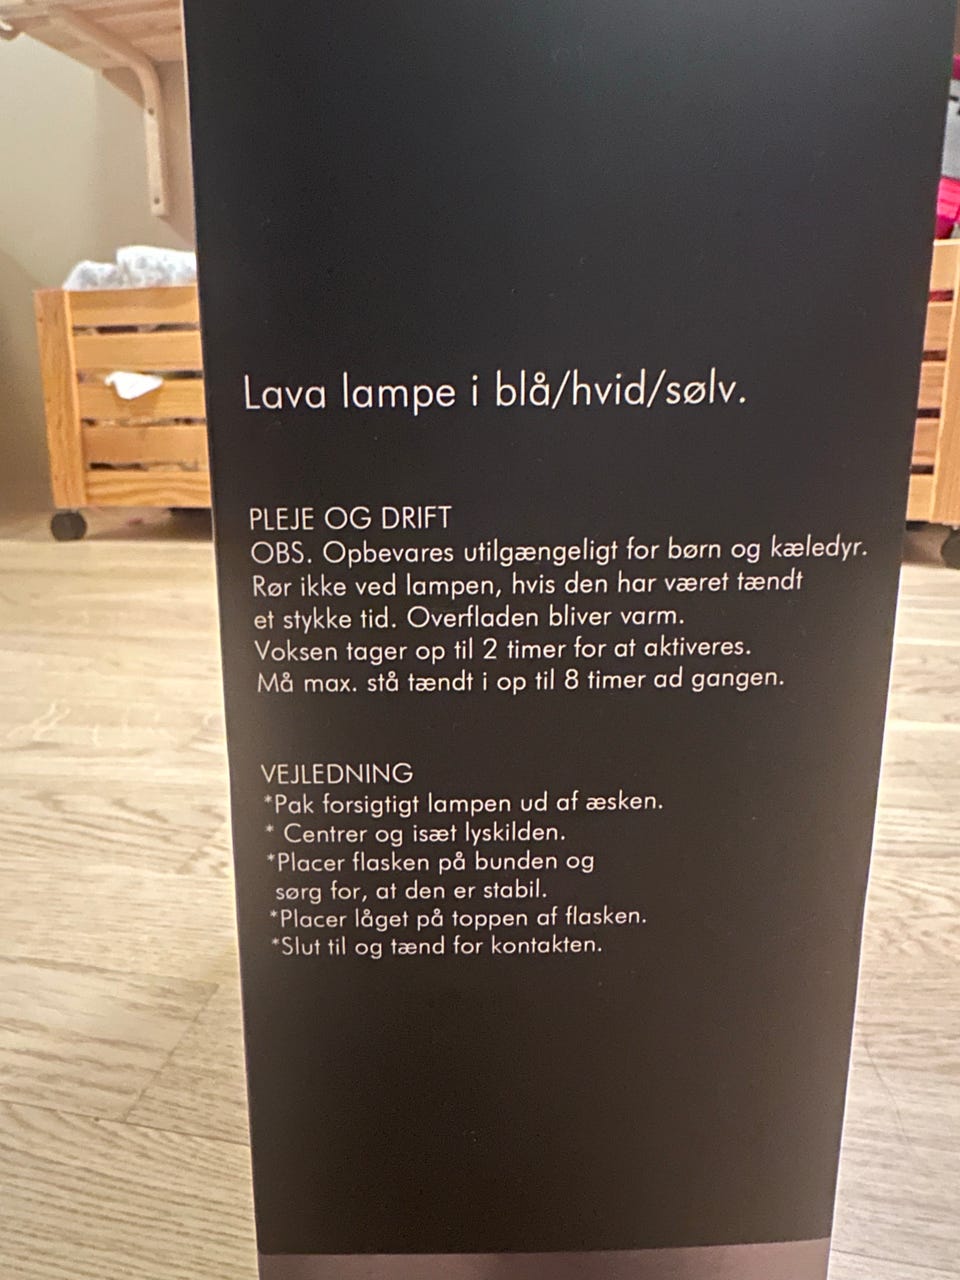 Lava lampe i blå/hvid/sølv.
PLEJE OG DRIFT
OBS. Opbevares utilgængeligt for børn og kæledyr.
Rør ikke ved lampen, hvis den har været tændt
et stykke tid. Overfladen bliver varm.
Voksen tager op til 2 timer for at aktiveres.
Må max. stå tændt i op til 8 timer ad gangen.
VEJLEDNING
*Pak forsigtigt lampen ud af æsken.
* Centrer og isæt lyskilden.
*Placer flasken på bunden og
sørg for, at den er stabil.
*Placer låget på toppen af flasken.
*Slut til og tænd for kontakten.